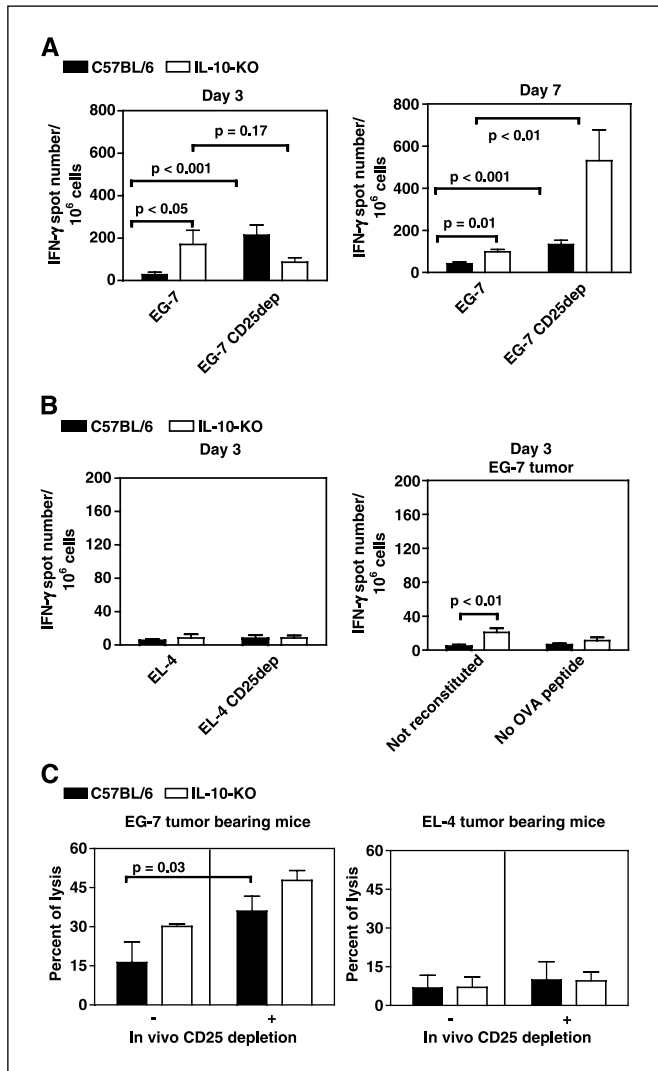 A
C57BL/6 IL-10-KO
Day 3
IFN-γ spot number/
10⁶ cells
800
600
400
200
0
p = 0.17
p < 0.001
p < 0.05
EG-7
EG-7 CD25dep
Day 7
IFN-γ spot number/
10⁶ cells
800
600
400
200
0
p < 0.01
p < 0.001
p = 0.01
EG-7
EG-7 CD25dep
B
C57BL/6 IL-10-KO
Day 3
IFN-γ spot number/
10⁶ cells
200
160
120
80
40
0
EL-4
EL-4 CD25dep
Day 3
EG-7 tumor
IFN-γ spot number/
10⁶ cells
200
160
120
80
40
0
p < 0.01
Not reconstituted
No OVA peptide
C
C57BL/6 IL-10-KO
EG-7 tumor bearing mice
Percent of lysis
60
45
30
15
0
p = 0.03
- +
In vivo CD25 depletion
EL-4 tumor bearing mice
Percent of lysis
60
45
30
15
0
- +
In vivo CD25 depletion